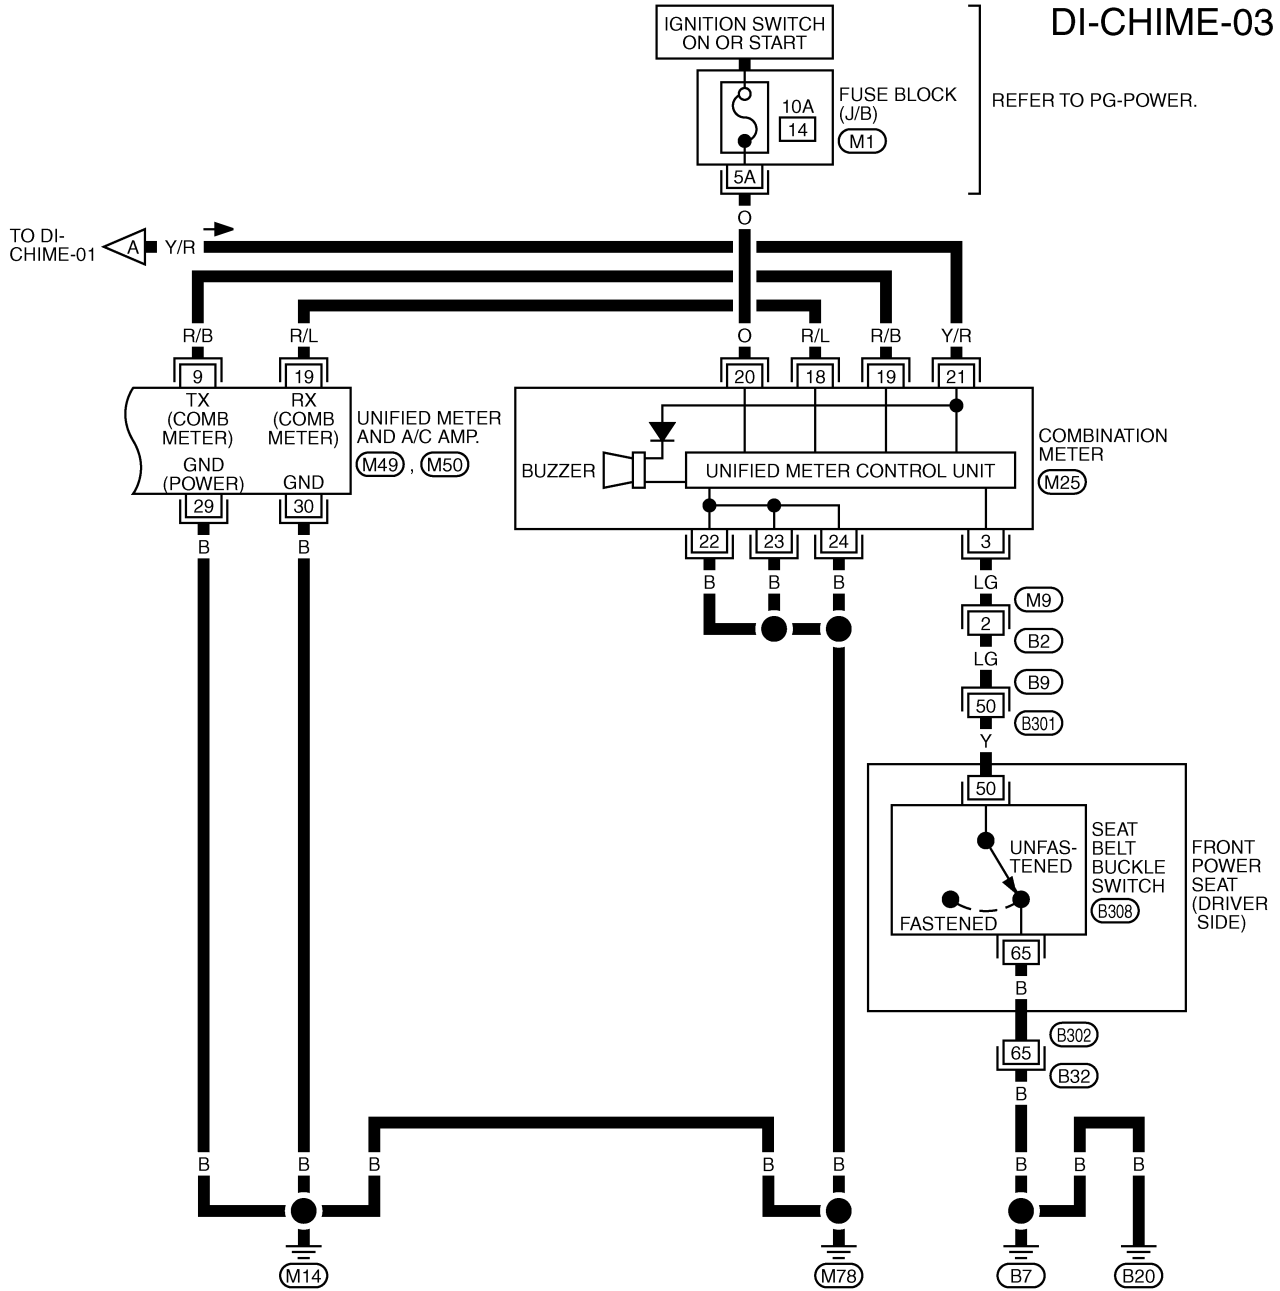 DI-CHIME-03
IGNITION SWITCH
ON OR START
FUSE BLOCK
(J/B)
10A
14
M1
REFER TO PG-POWER.
5A
O
TO DI-
CHIME-01
A
Y/R
R/B
R/L
O
R/L
R/B
Y/R
9
19
20
18
19
21
TX
(COMB
METER)
RX
(COMB
METER)
UNIFIED METER
AND A/C AMP.
M49 , M50
GND
(POWER)
GND
29
30
B
B
BUZZER
UNIFIED METER CONTROL UNIT
COMBINATION
METER
M25
22
23
24
3
B
B
B
LG
M9
2
B2
LG
B9
50
B301
Y
50
UNFAS-
TENED
FASTENED
SEAT
BELT
BUCKLE
SWITCH
B308
FRONT
POWER
SEAT
(DRIVER
SIDE)
65
B
B302
65
B32
B
B
B
B
B
B
B
B
B
M14
M78
B7
B20